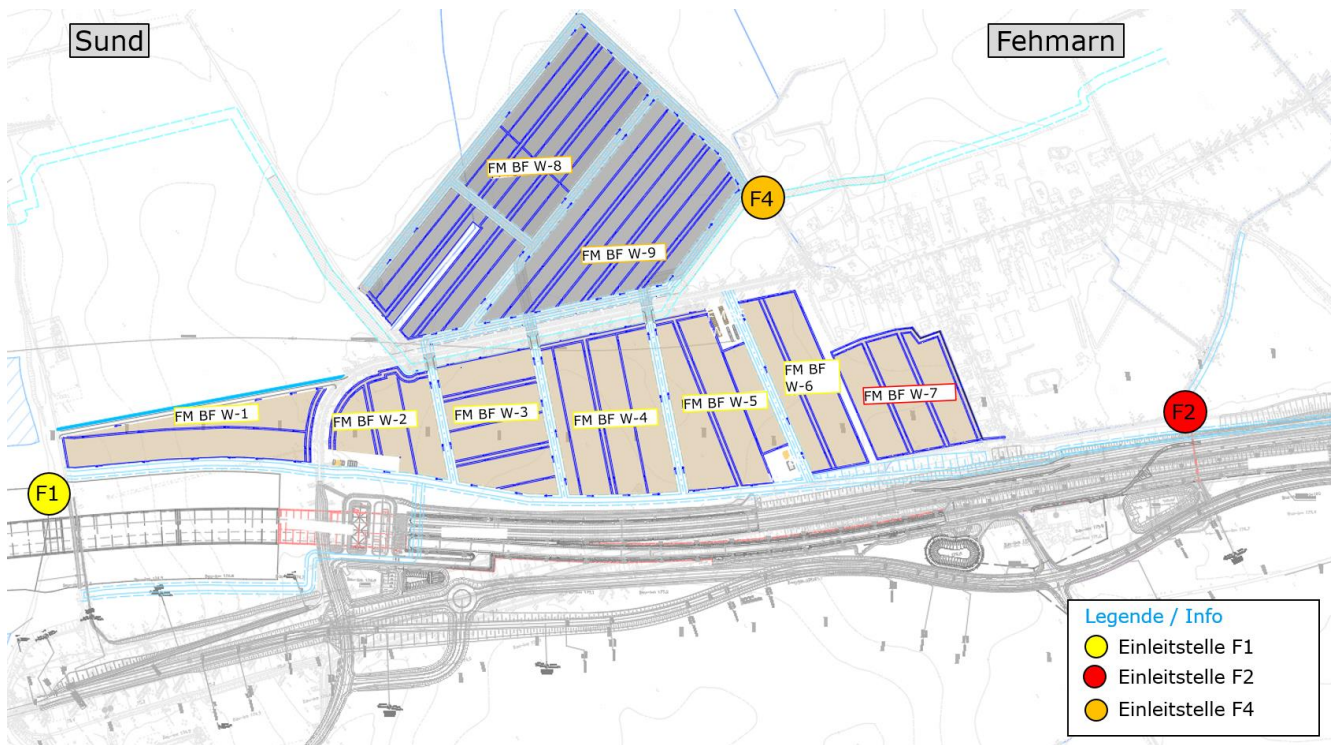 Sund
Fehmarn
FM BF W-8
F4
FM BF W-9
FM BF W-1
FM BF W-2
FM BF W-3
FM BF W-4
FM BF W-5
FM BF
W-6
FM BF W-7
F2
F1
Legende / Info
Einleitstelle F1
Einleitstelle F2
Einleitstelle F4